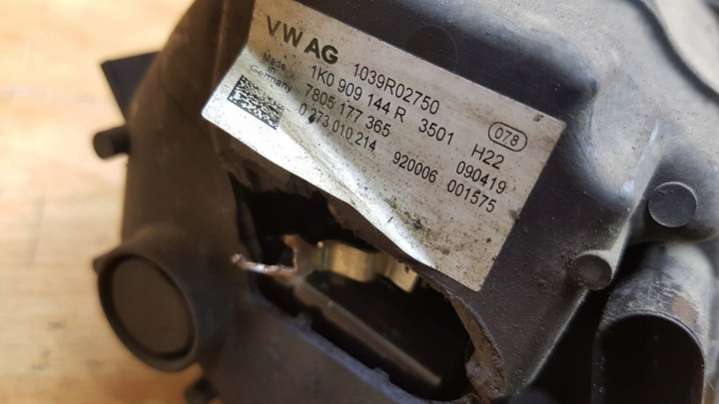 VW AG 1039R02750
Made in Germany 1K0 909 144 R 3501 078
7805 177 365 H22
0 273.010.214 920006 090419
001575